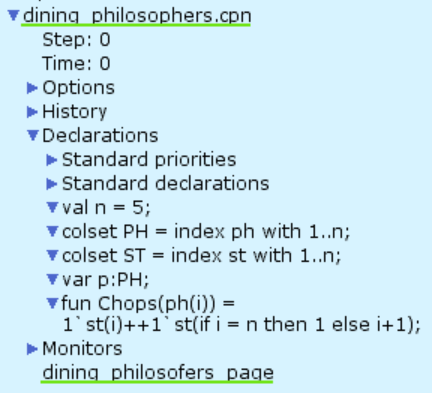 dining_philosophers.cpn
Step: 0
Time: 0
Options
History
Declarations
Standard priorities
Standard declarations
val n = 5;
colset PH = index ph with 1..n;
colset ST = index st with 1..n;
var p:PH;
fun Chops(ph(i)) =
1`st(i)++1`st(if i = n then 1 else i+1);
Monitors
dining_philosofers_page